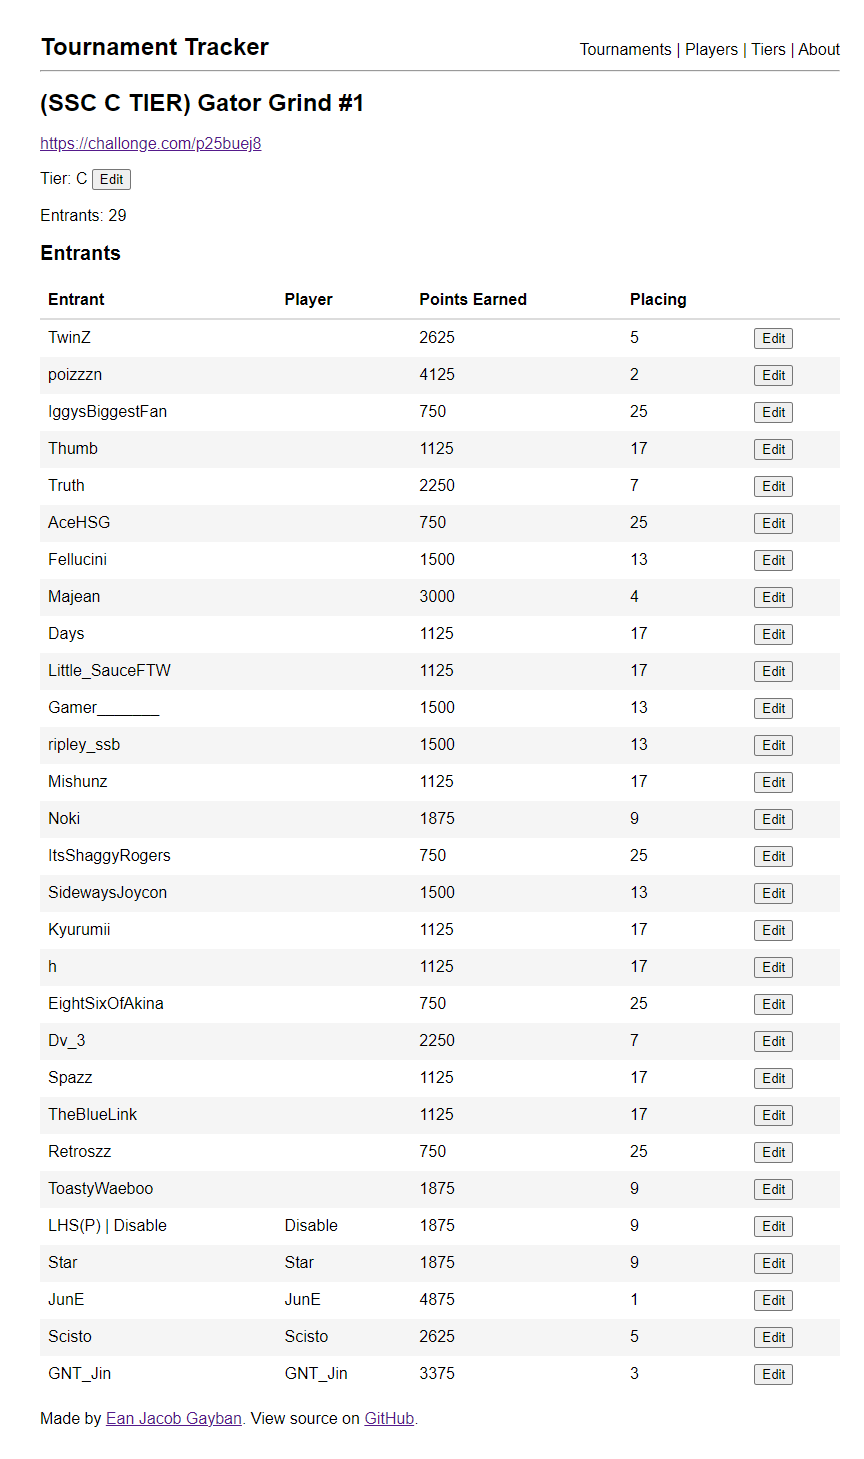 Tournament Tracker Tournaments | Players | Tiers | About
(SSC C TIER) Gator Grind #1
https://challonge.com/p25buej8
Tier: C Edit
Entrants: 29
Entrants
Entrant Player Points Earned Placing
TwinZ 2625 5 Edit
poizzzn 4125 2 Edit
IggysBiggestFan 750 25 Edit
Thumb 1125 17 Edit
Truth 2250 7 Edit
AceHSG 750 25 Edit
Fellucini 1500 13 Edit
Majean 3000 4 Edit
Days 1125 17 Edit
Little_SauceFTW 1125 17 Edit
Gamer_______ 1500 13 Edit
ripley_ssb 1500 13 Edit
Mishunz 1125 17 Edit
Noki 1875 9 Edit
ItsShaggyRogers 750 25 Edit
SidewaysJoycon 1500 13 Edit
Kyurumii 1125 17 Edit
h 1125 17 Edit
EightSixOfAkina 750 25 Edit
Dv_3 2250 7 Edit
Spazz 1125 17 Edit
TheBlueLink 1125 17 Edit
Retroszz 750 25 Edit
ToastyWaeboo 1875 9 Edit
LHS(P) | Disable Disable 1875 9 Edit
Star Star 1875 9 Edit
JunE JunE 4875 1 Edit
Scisto Scisto 2625 5 Edit
GNT_Jin GNT_Jin 3375 3 Edit
Made by Ean Jacob Gayban. View source on GitHub.